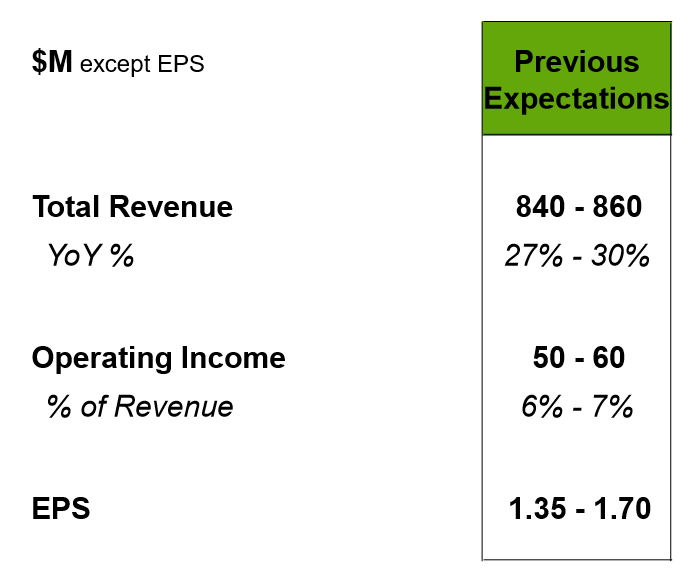 $M except EPS
Previous
Expectations
Total Revenue
840 - 860
YoY %
27% - 30%
Operating Income
50 - 60
% of Revenue
6% - 7%
EPS
1.35 - 1.70